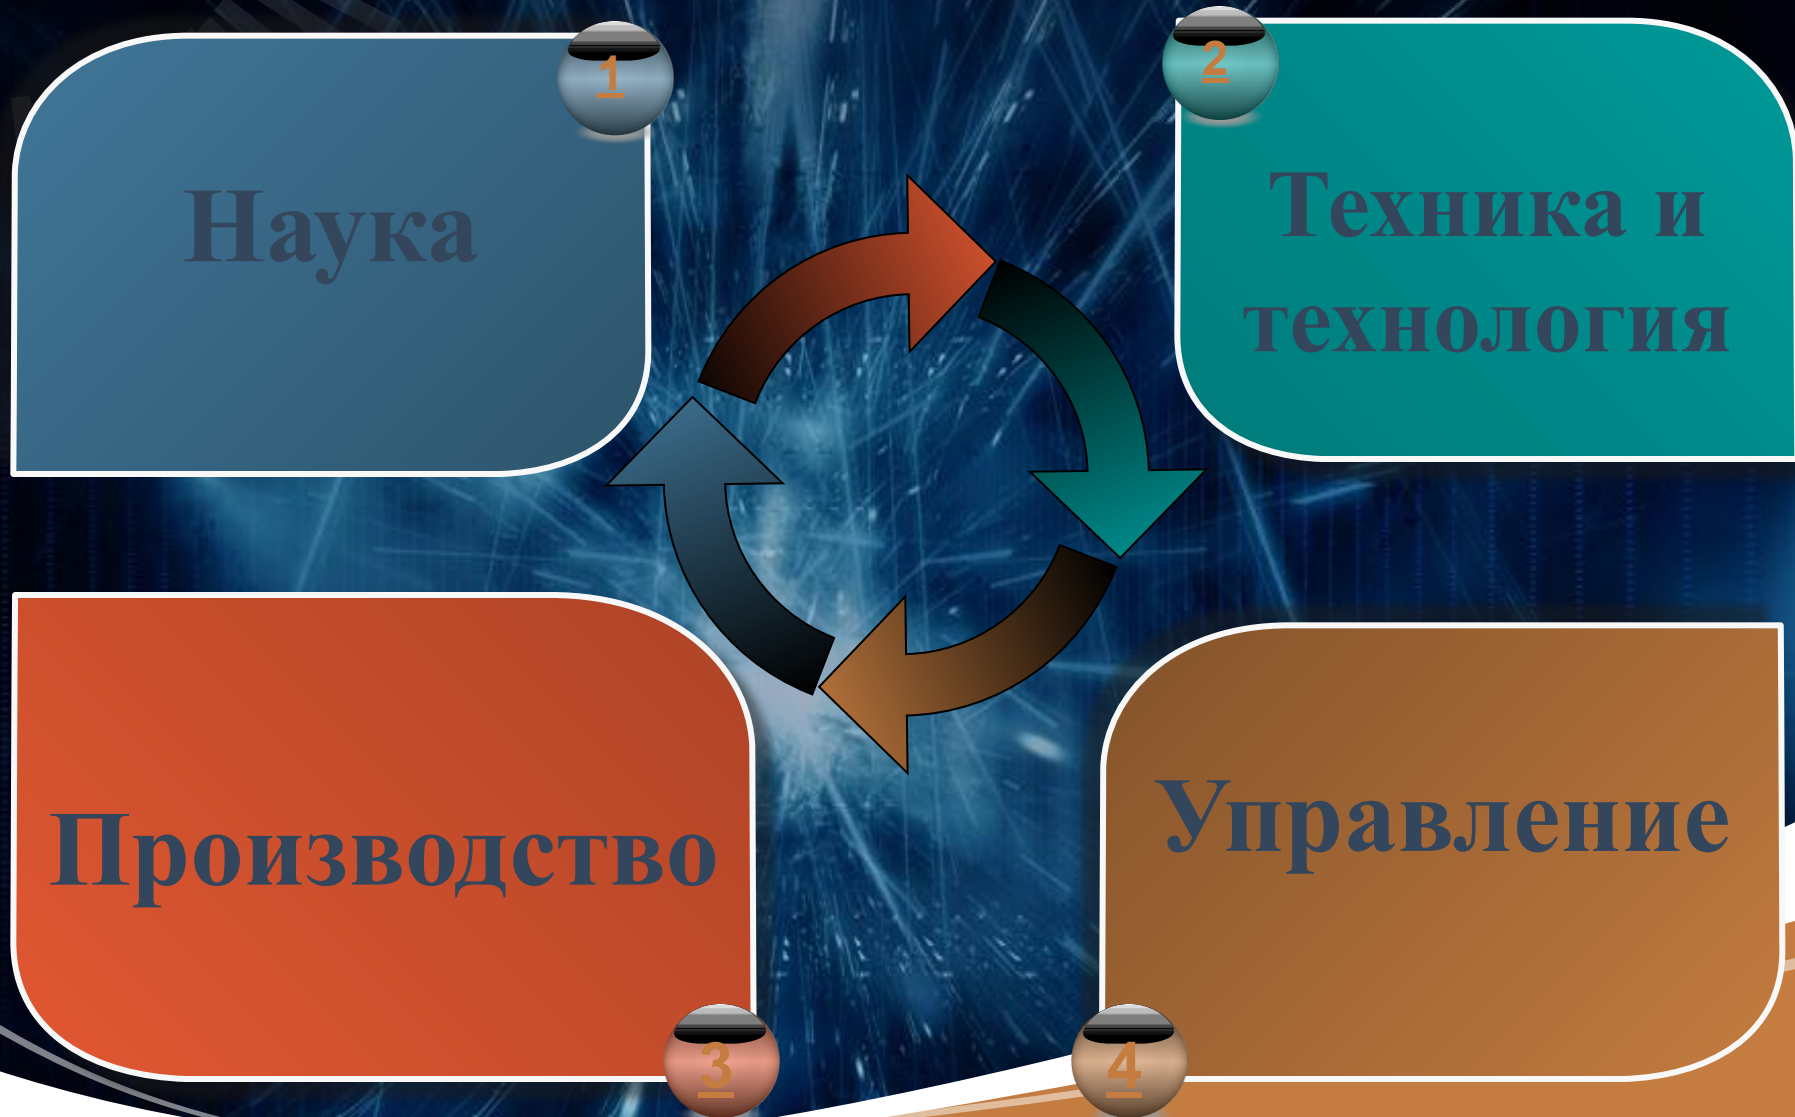 1
Наука
2
Техника и
технология
3
Производство
4
Управление